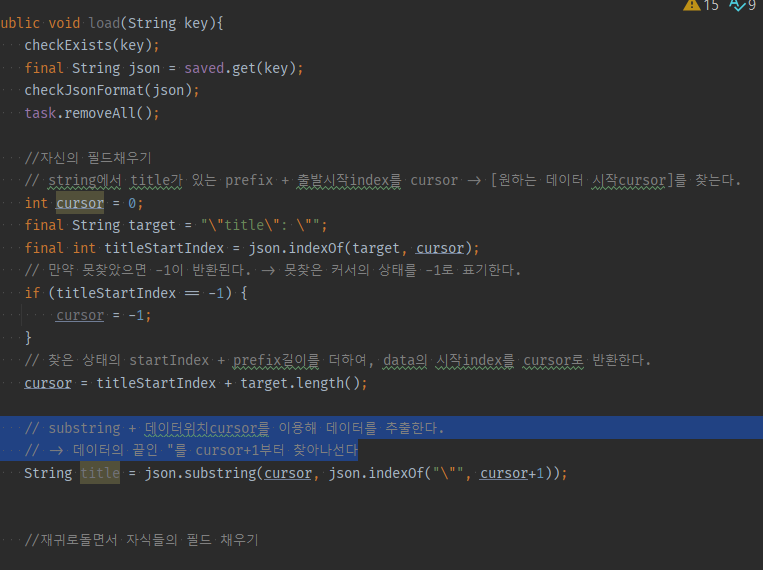 15 9
ublic void load(String key){
checkExists(key);
final String json = saved.get(key);
checkJsonFormat(json);
task.removeAll();
//자신의 필드채우기
// string에서 title가 있는 prefix + 출발시작index를 cursor -> [원하는 데이터 시작cursor]를 찾는다.
int cursor = 0;
final String target = "\"title\": \"";
final int titleStartIndex = json.indexOf(target, cursor);
// 만약 못찾았으면 -1이 반환된다. -> 못찾은 커서의 상태를 -1로 표기한다.
if (titleStartIndex == -1) {
cursor = -1;
}
// 찾은 상태의 startIndex + prefix길이를 더하여, data의 시작index를 cursor로 반환한다.
cursor = titleStartIndex + target.length();
// substring + 데이터위치cursor를 이용해 데이터를 추출한다.
// -> 데이터의 끝인 "를 cursor+1부터 찾아나선다
String title = json.substring(cursor, json.indexOf("\"", cursor+1));
//재귀로돌면서 자식들의 필드 채우기